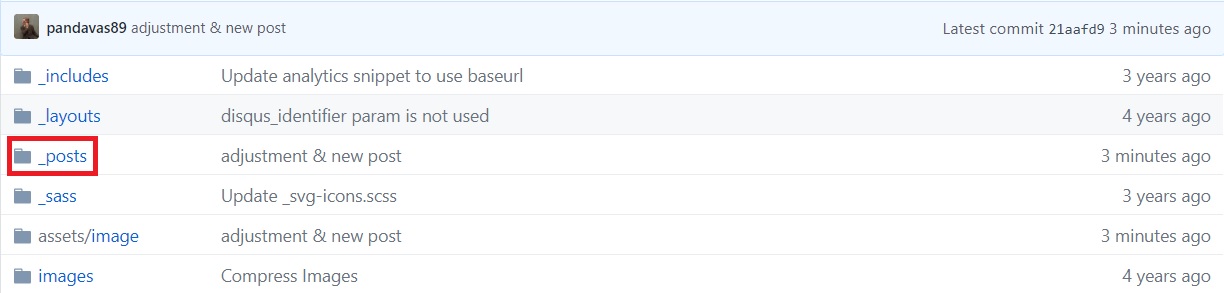 pandavas89 adjustment & new post Latest commit 21aafd9 3 minutes ago
_includes Update analytics snippet to use baseurl 3 years ago
_layouts disqus_identifier param is not used 4 years ago
_posts adjustment & new post 3 minutes ago
_sass Update _svg-icons.scss 3 years ago
assets/image adjustment & new post 3 minutes ago
images Compress Images 4 years ago